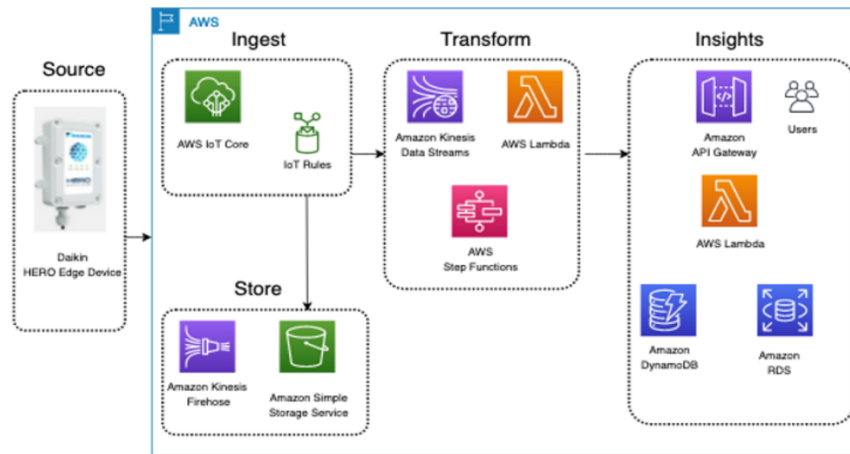 AWS
Source
Daikin
HERO Edge Device
Ingest
AWS IoT Core
IoT Rules
Store
Amazon Kinesis
Firehose
Amazon Simple
Storage Service
Transform
Amazon Kinesis
Data Streams
AWS Lambda
AWS
Step Functions
Insights
Amazon
API Gateway
Users
AWS Lambda
Amazon
DynamoDB
Amazon
RDS